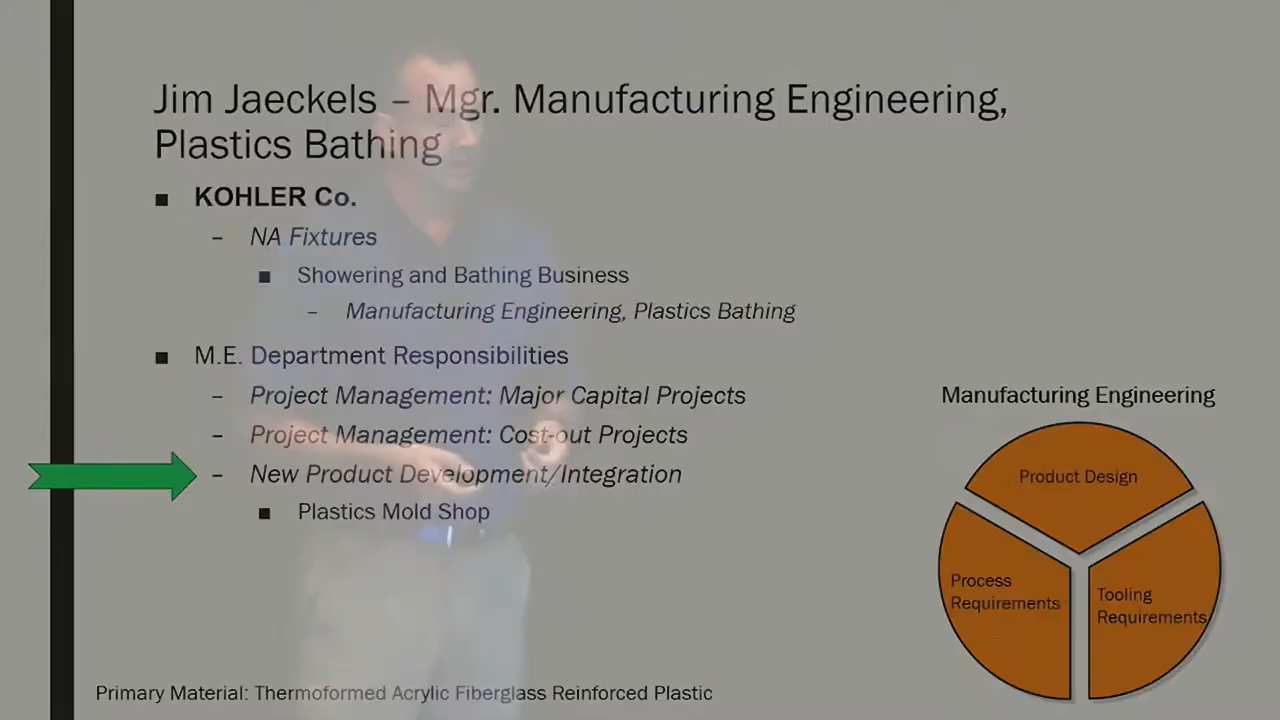 Jim Jaeckels – Mgr. Manufacturing Engineering,
Plastics Bathing
■ KOHLER Co.
– NA Fixtures
■ Showering and Bathing Business
– Manufacturing Engineering, Plastics Bathing
■ M.E. Department Responsibilities
– Project Management: Major Capital Projects
– Project Management: Cost-out Projects
– New Product Development/Integration
■ Plastics Mold Shop
Manufacturing Engineering
Product Design
Process
Requirements
Tooling
Requirements
Primary Material: Thermoformed Acrylic Fiberglass Reinforced Plastic